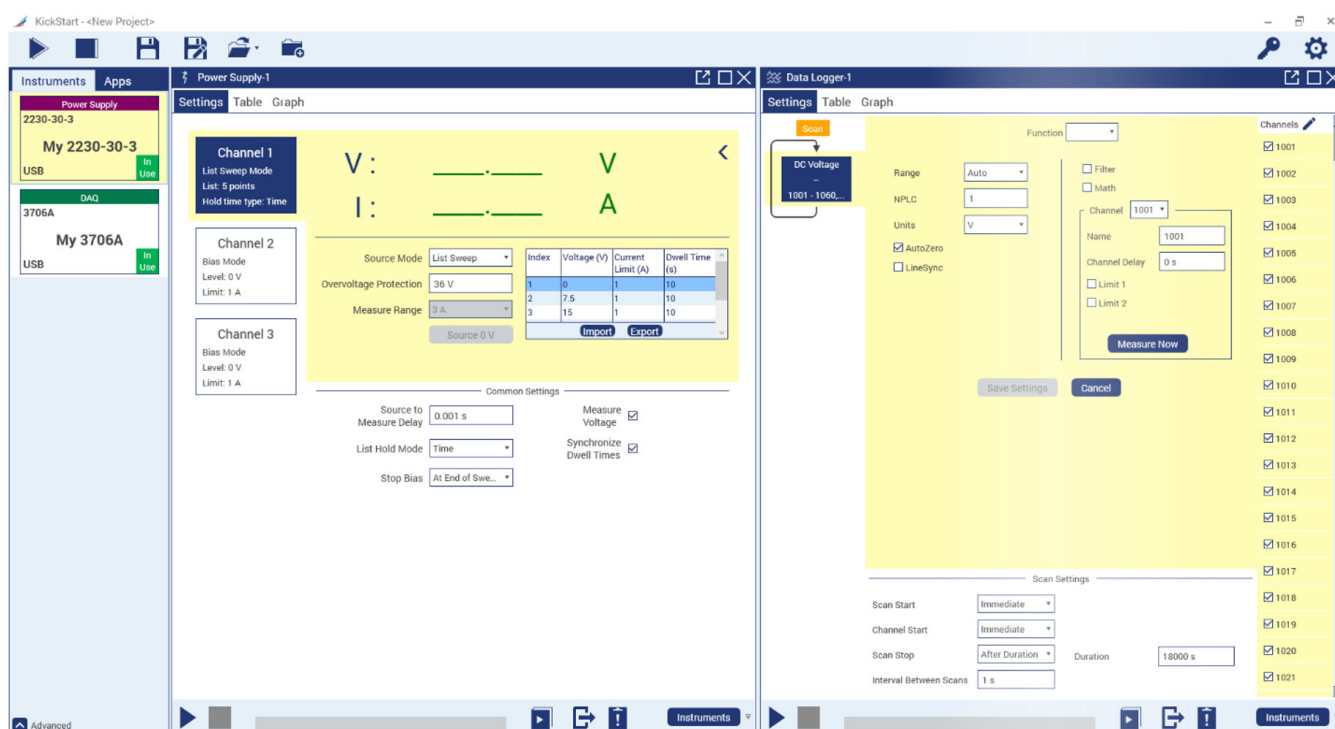 KickStart - <New Project>
Instruments Apps
Power Supply
2230-30-3
My 2230-30-3
USB
In Use
DAQ
3706A
My 3706A
USB
In Use
Advanced
Power Supply-1
Settings Table Graph
Channel 1
List Sweep Mode
List: 5 points
Hold time type: Time
Channel 2
Bias Mode
Level: 0 V
Limit: 1 A
Channel 3
Bias Mode
Level: 0 V
Limit: 1 A
V : ___.___ V
I : ___.___ A
Source Mode List Sweep
Overvoltage Protection 36 V
Measure Range 3 A
Source 0 V
Index Voltage (V) Current Limit (A) Dwell Time (s)
1 0 1 10
2 7.5 1 10
3 15 1 10
Import Export
Common Settings
Source to Measure Delay 0.001 s
Measure Voltage
List Hold Mode Time
Synchronize Dwell Times
Stop Bias At End of Swe...
Instruments
Data Logger-1
Settings Table Graph
Scan
DC Voltage
–
1001 - 1060,...
Function
Range Auto
NPLC 1
Units V
AutoZero
LineSync
Filter
Math
Channel 1001
Name 1001
Channel Delay 0 s
Limit 1
Limit 2
Measure Now
Save Settings Cancel
Scan Settings
Scan Start Immediate
Channel Start Immediate
Scan Stop After Duration Duration 18000 s
Interval Between Scans 1 s
Channels
1001
1002
1003
1004
1005
1006
1007
1008
1009
1010
1011
1012
1013
1014
1015
1016
1017
1018
1019
1020
1021
Instruments